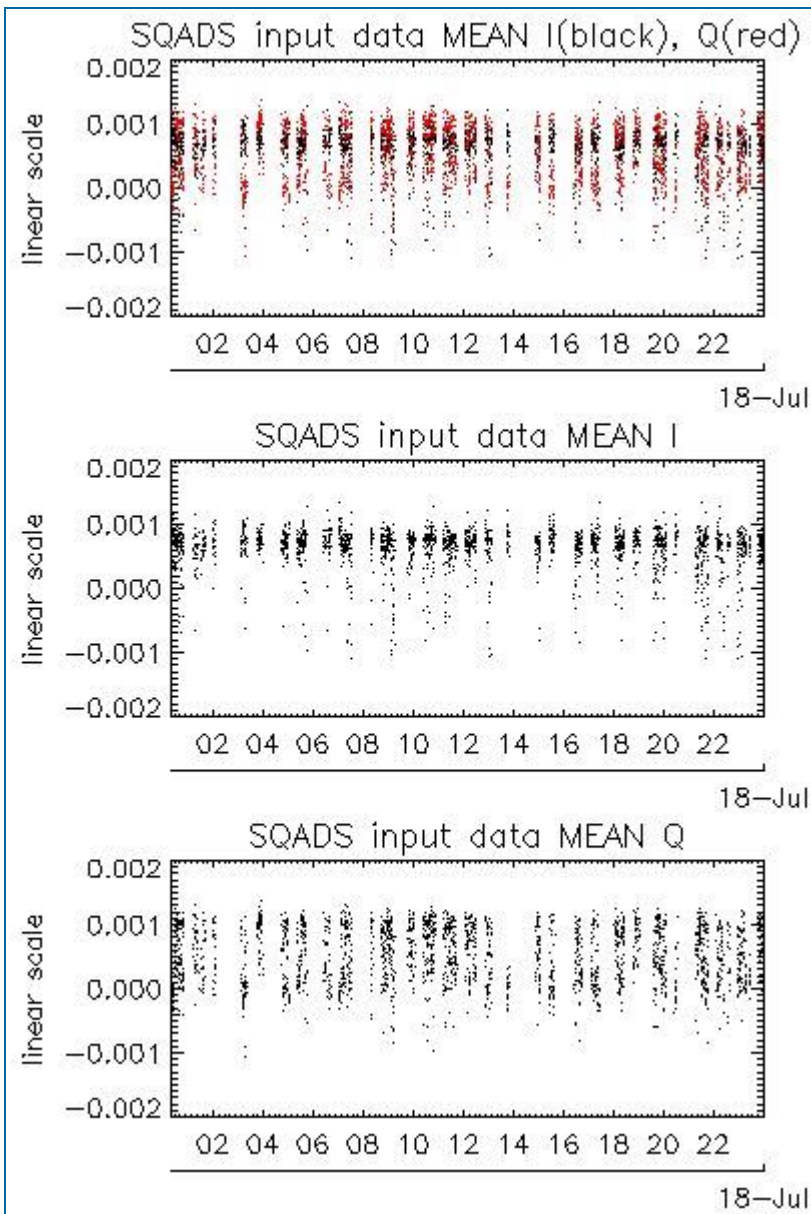 SQADS input data MEAN I(black), Q(red)
0.002
0.001
0.000
-0.001
-0.002
linear scale
02 04 06 08 10 12 14 16 18 20 22
18-Jul
SQADS input data MEAN I
0.002
0.001
0.000
-0.001
-0.002
linear scale
02 04 06 08 10 12 14 16 18 20 22
18-Jul
SQADS input data MEAN Q
0.002
0.001
0.000
-0.001
-0.002
linear scale
02 04 06 08 10 12 14 16 18 20 22
18-Jul